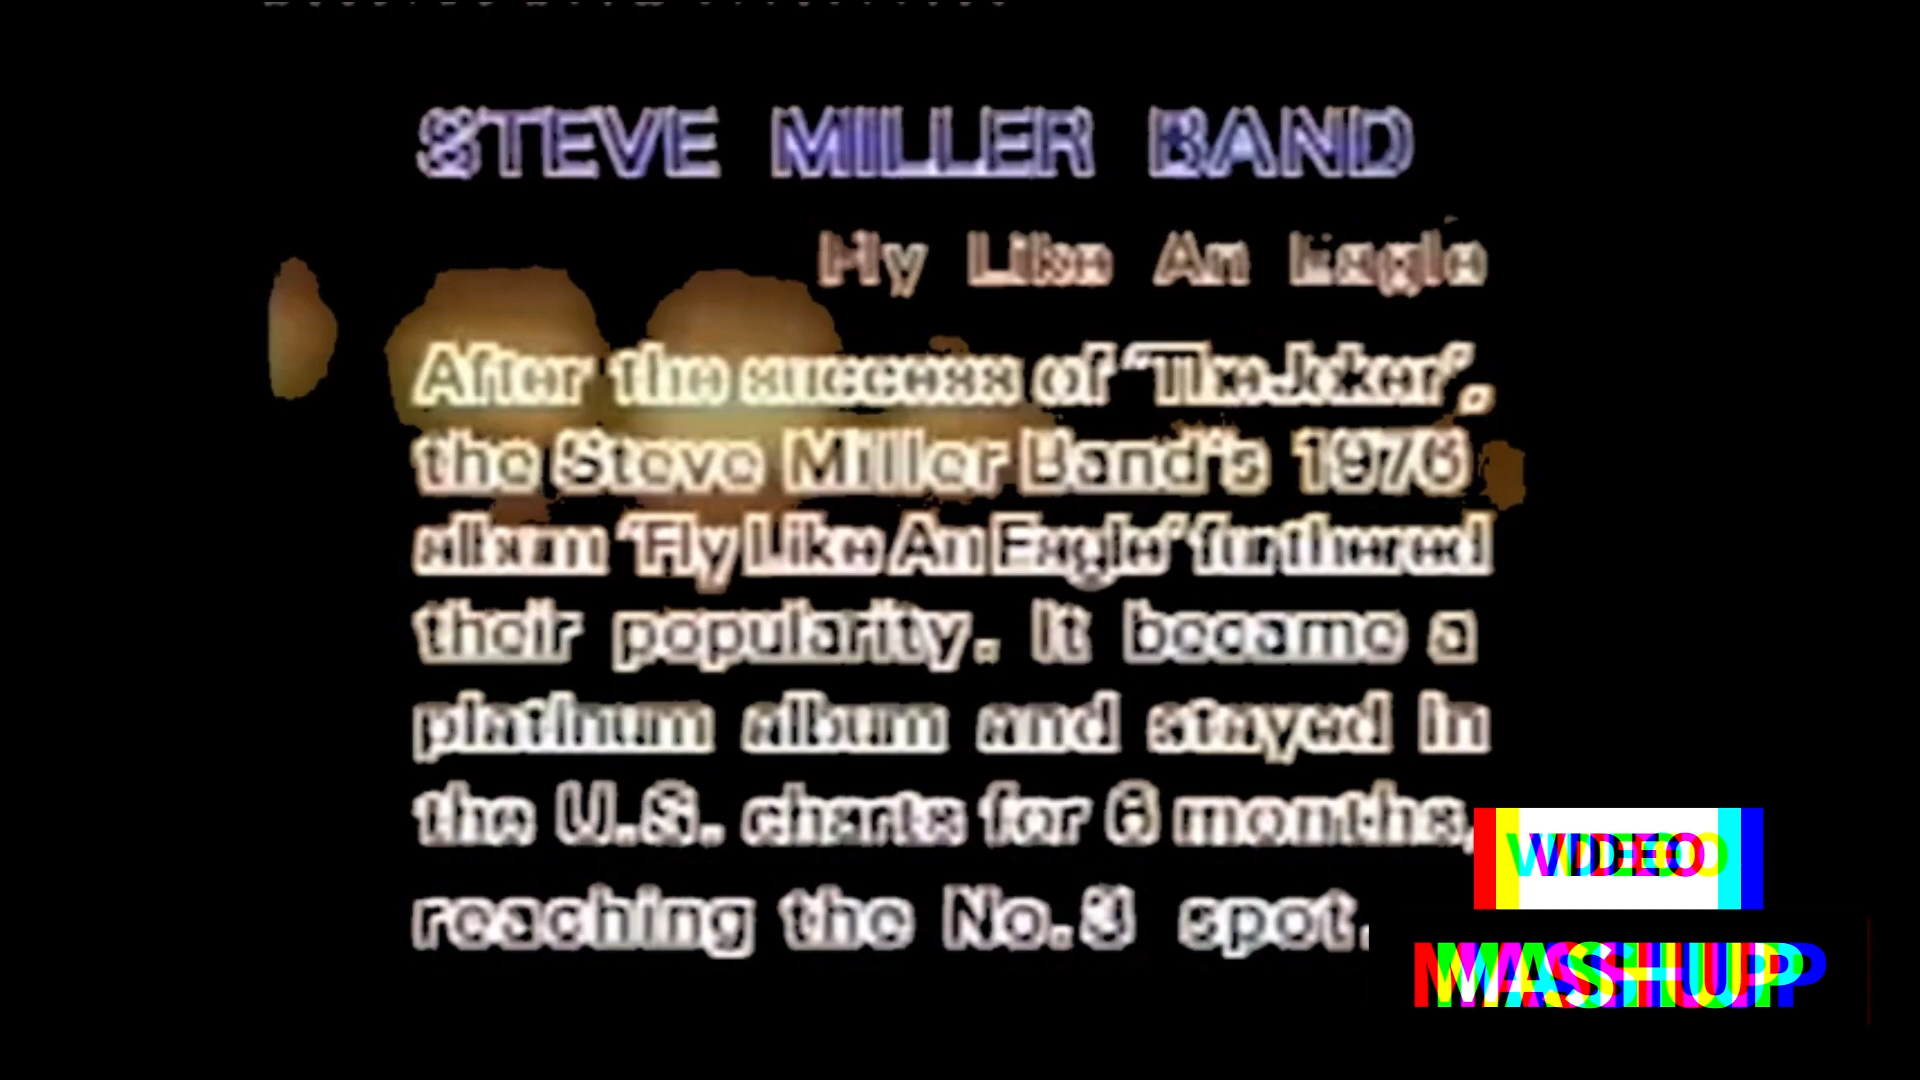 STEVE MILLER BAND
Fly Like An Eagle
After the success of 'The Joker',
the Steve Miller Band's 1976
album 'Fly Like An Eagle' furthered
their popularity. It became a
platinum album and stayed in
the U.S. charts for 6 months,
reaching the No.3 spot.
VIDEO
MASHUP